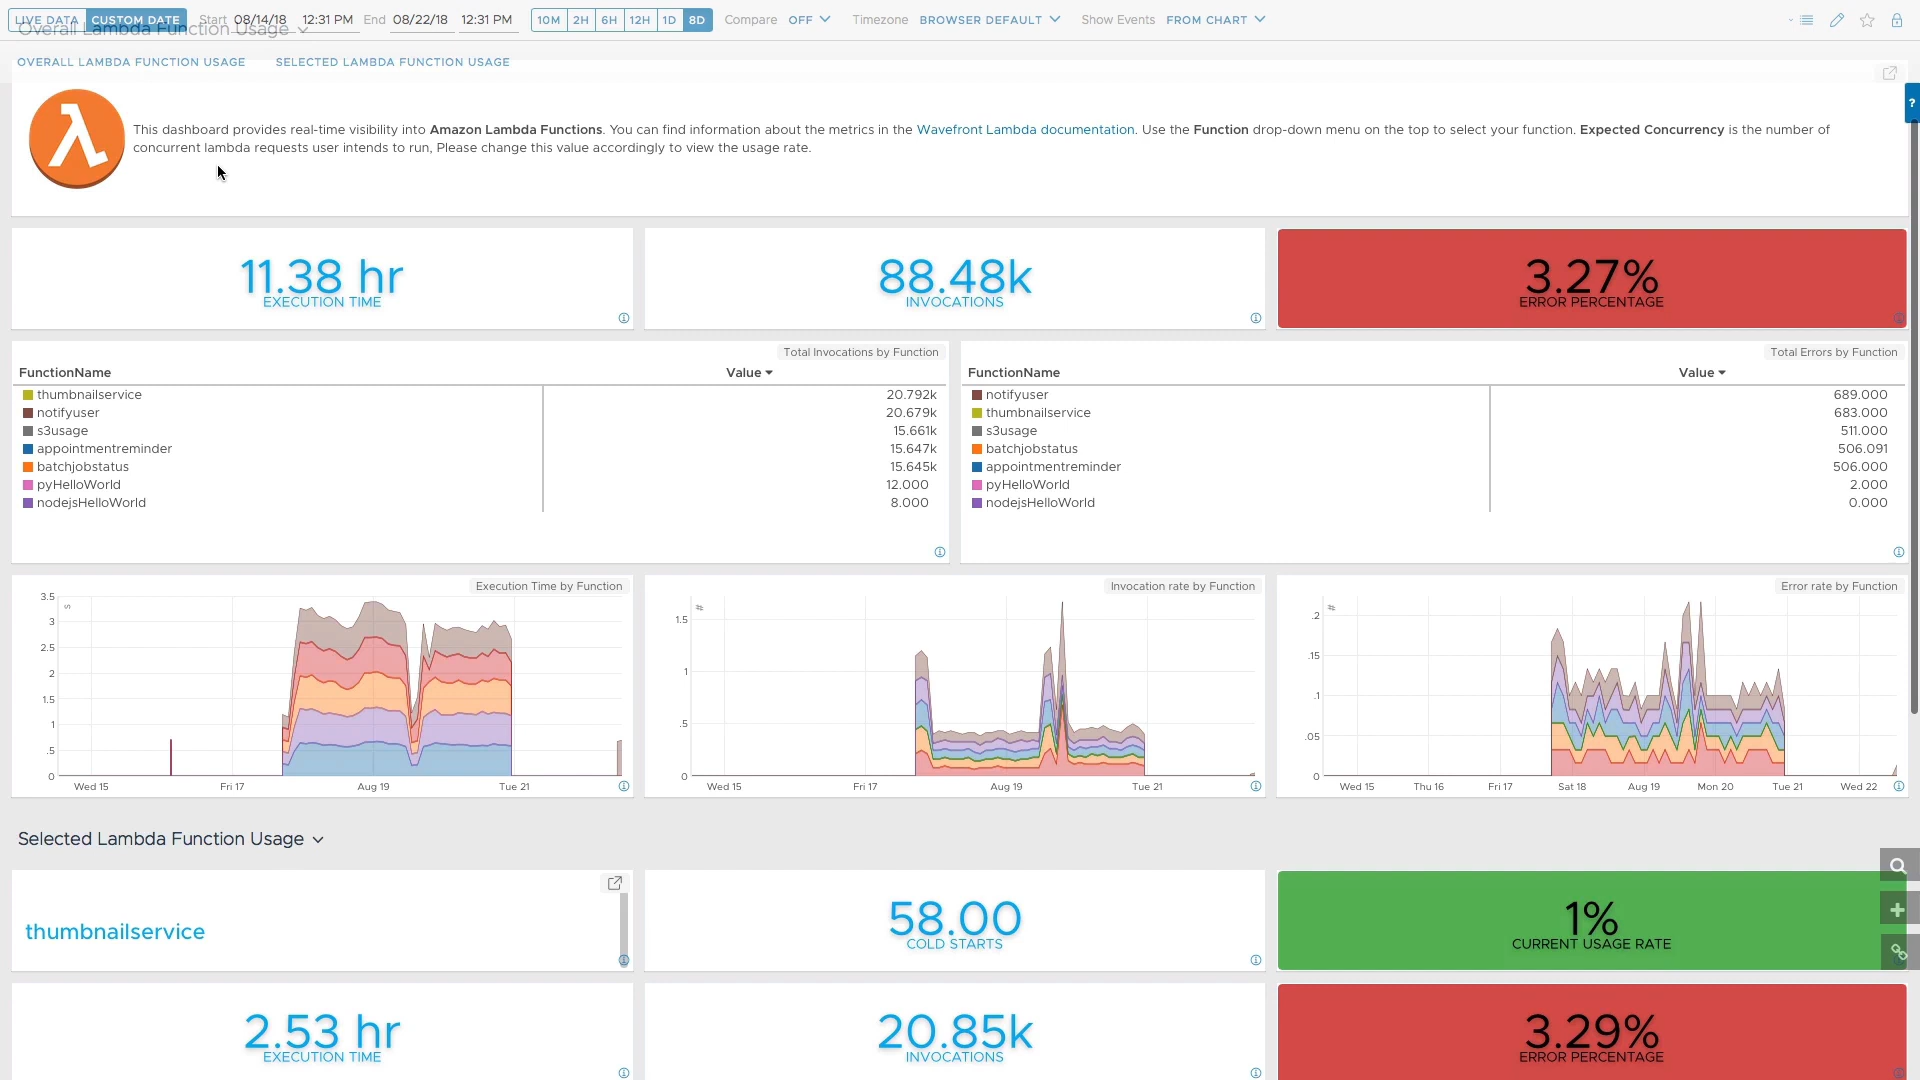 LIVE DATA CUSTOM DATE Start 08/14/18 12:31 PM End 08/22/18 12:31 PM 10M 2H 6H 12H 1D 8D Compare OFF Timezone BROWSER DEFAULT Show Events FROM CHART
Overall Lambda Function Usage
OVERALL LAMBDA FUNCTION USAGE SELECTED LAMBDA FUNCTION USAGE
?
This dashboard provides real-time visibility into Amazon Lambda Functions. You can find information about the metrics in the Wavefront Lambda documentation. Use the Function drop-down menu on the top to select your function. Expected Concurrency is the number of
concurrent lambda requests user intends to run, Please change this value accordingly to view the usage rate.
11.38 hr
EXECUTION TIME
88.48k
INVOCATIONS
3.27%
ERROR PERCENTAGE
Total Invocations by Function
FunctionName Value
thumbnailservice 20.792k
notifyuser 20.679k
s3usage 15.661k
appointmentreminder 15.647k
batchjobstatus 15.645k
pyHelloWorld 12.000
nodejsHelloWorld 8.000
Total Errors by Function
FunctionName Value
notifyuser 689.000
thumbnailservice 683.000
s3usage 511.000
batchjobstatus 506.091
appointmentreminder 506.000
pyHelloWorld 2.000
nodejsHelloWorld 0.000
Execution Time by Function
s
3.5
3
2.5
2
1.5
1
.5
0
Wed 15 Fri 17 Aug 19 Tue 21
Invocation rate by Function
#
1.5
1
.5
0
Wed 15 Fri 17 Aug 19 Tue 21
Error rate by Function
#
.2
.15
.1
.05
0
Wed 15 Thu 16 Fri 17 Sat 18 Aug 19 Mon 20 Tue 21 Wed 22
Selected Lambda Function Usage
thumbnailservice
58.00
COLD STARTS
1%
CURRENT USAGE RATE
2.53 hr
EXECUTION TIME
20.85k
INVOCATIONS
3.29%
ERROR PERCENTAGE